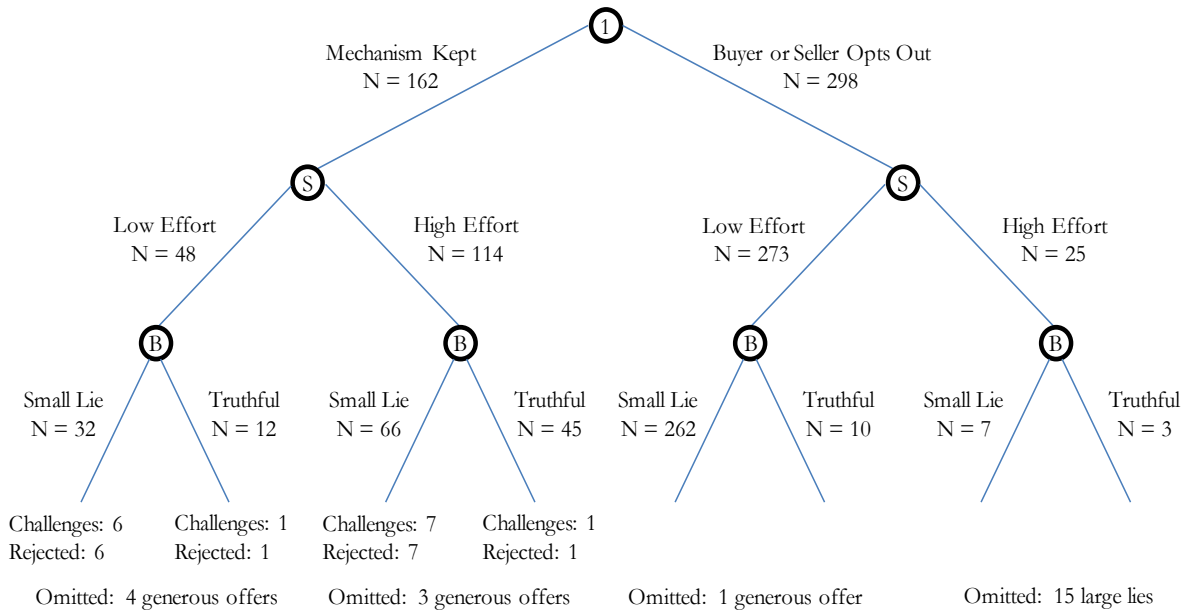 1
Mechanism Kept
N = 162
Buyer or Seller Opts Out
N = 298
S
S
Low Effort
N = 48
High Effort
N = 114
Low Effort
N = 273
High Effort
N = 25
B
B
B
B
Small Lie
N = 32
Truthful
N = 12
Small Lie
N = 66
Truthful
N = 45
Small Lie
N = 262
Truthful
N = 10
Small Lie
N = 7
Truthful
N = 3
Challenges: 6
Rejected: 6
Challenges: 1
Rejected: 1
Challenges: 7
Rejected: 7
Challenges: 1
Rejected: 1
Omitted: 4 generous offers
Omitted: 3 generous offers
Omitted: 1 generous offer
Omitted: 15 large lies